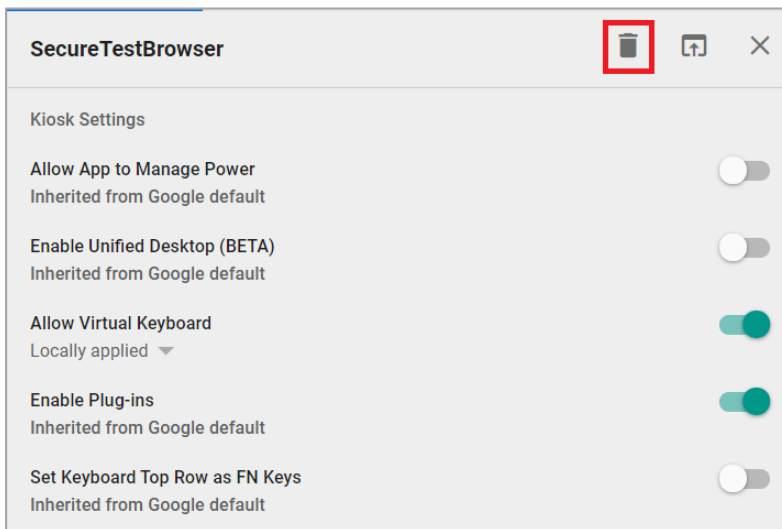 SecureTestBrowser
Kiosk Settings
Allow App to Manage Power
Inherited from Google default
Enable Unified Desktop (BETA)
Inherited from Google default
Allow Virtual Keyboard
Locally applied
Enable Plug-ins
Inherited from Google default
Set Keyboard Top Row as FN Keys
Inherited from Google default